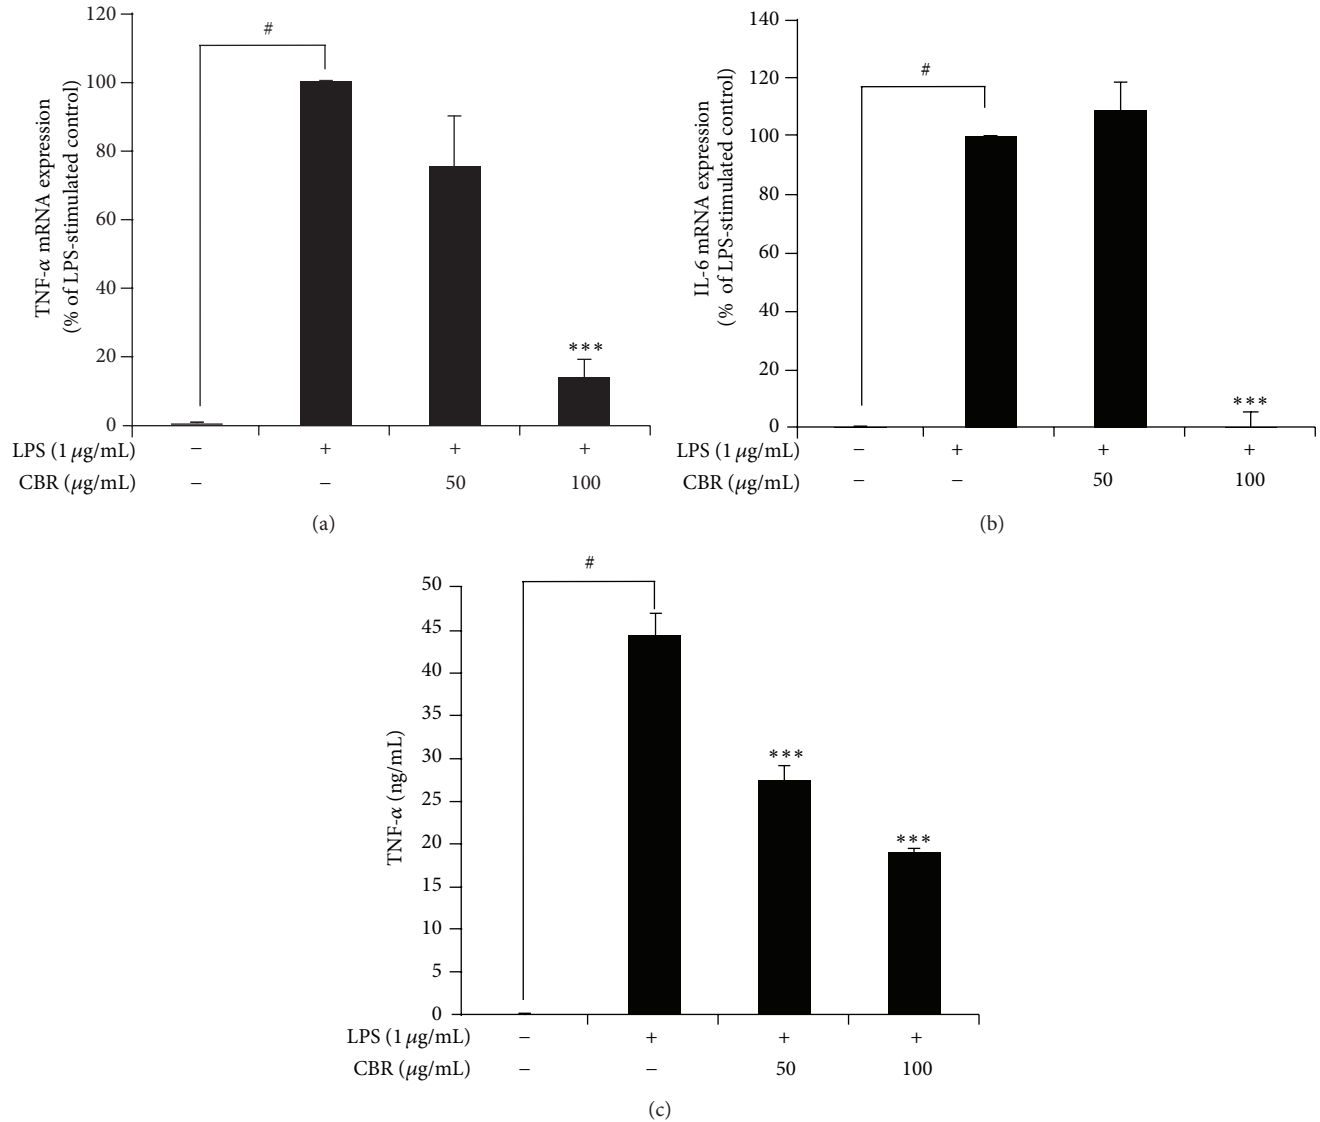 120
100
80
60
40
20
0
TNF-α mRNA expression
(% of LPS-stimulated control)
#
***
LPS (1 μg/mL) − + + +
CBR (μg/mL) − − 50 100
(a)
140
120
100
80
60
40
20
0
IL-6 mRNA expression
(% of LPS-stimulated control)
#
***
LPS (1 μg/mL) − + + +
CBR (μg/mL) − − 50 100
(b)
50
45
40
35
30
25
20
15
10
5
0
TNF-α (ng/mL)
#
***
***
LPS (1 μg/mL) − + + +
CBR (μg/mL) − − 50 100
(c)